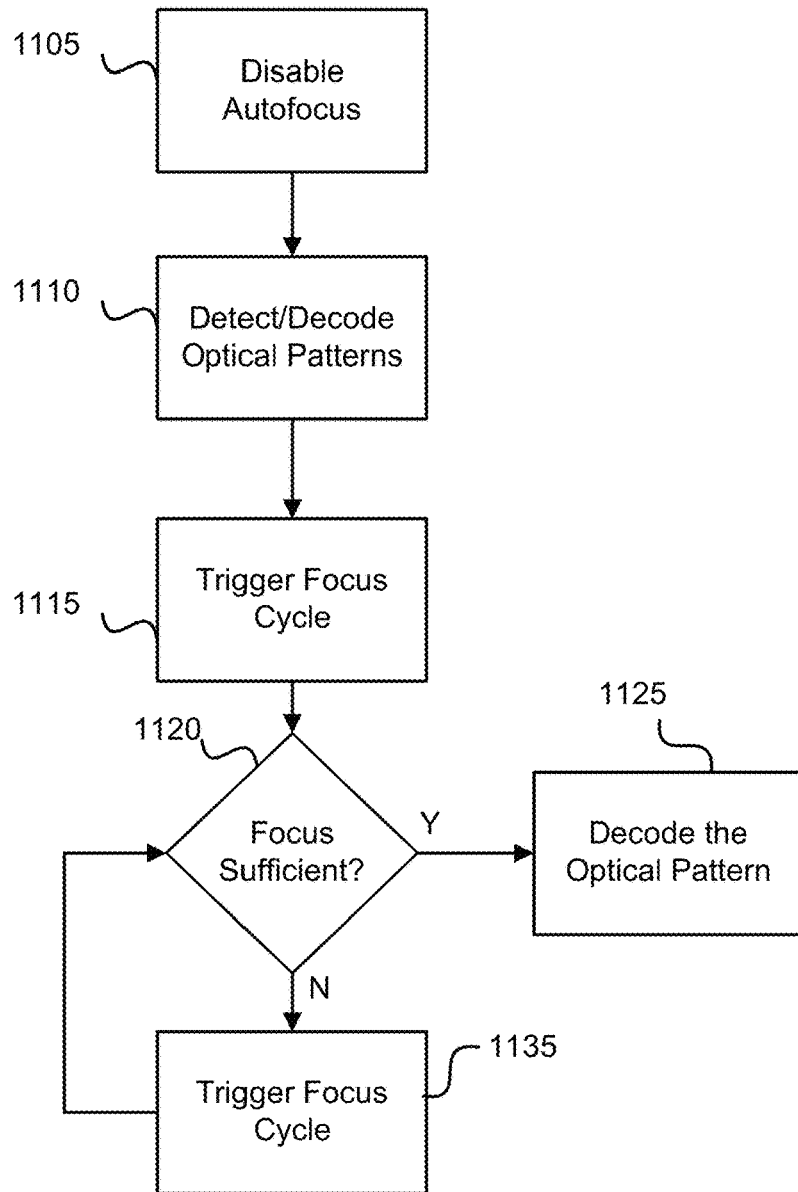 1105
Disable
Autofocus
1110
Detect/Decode
Optical Patterns
1115
Trigger Focus
Cycle
1120
Focus
Sufficient?
Y
1125
Decode the
Optical Pattern
N
1135
Trigger Focus
Cycle